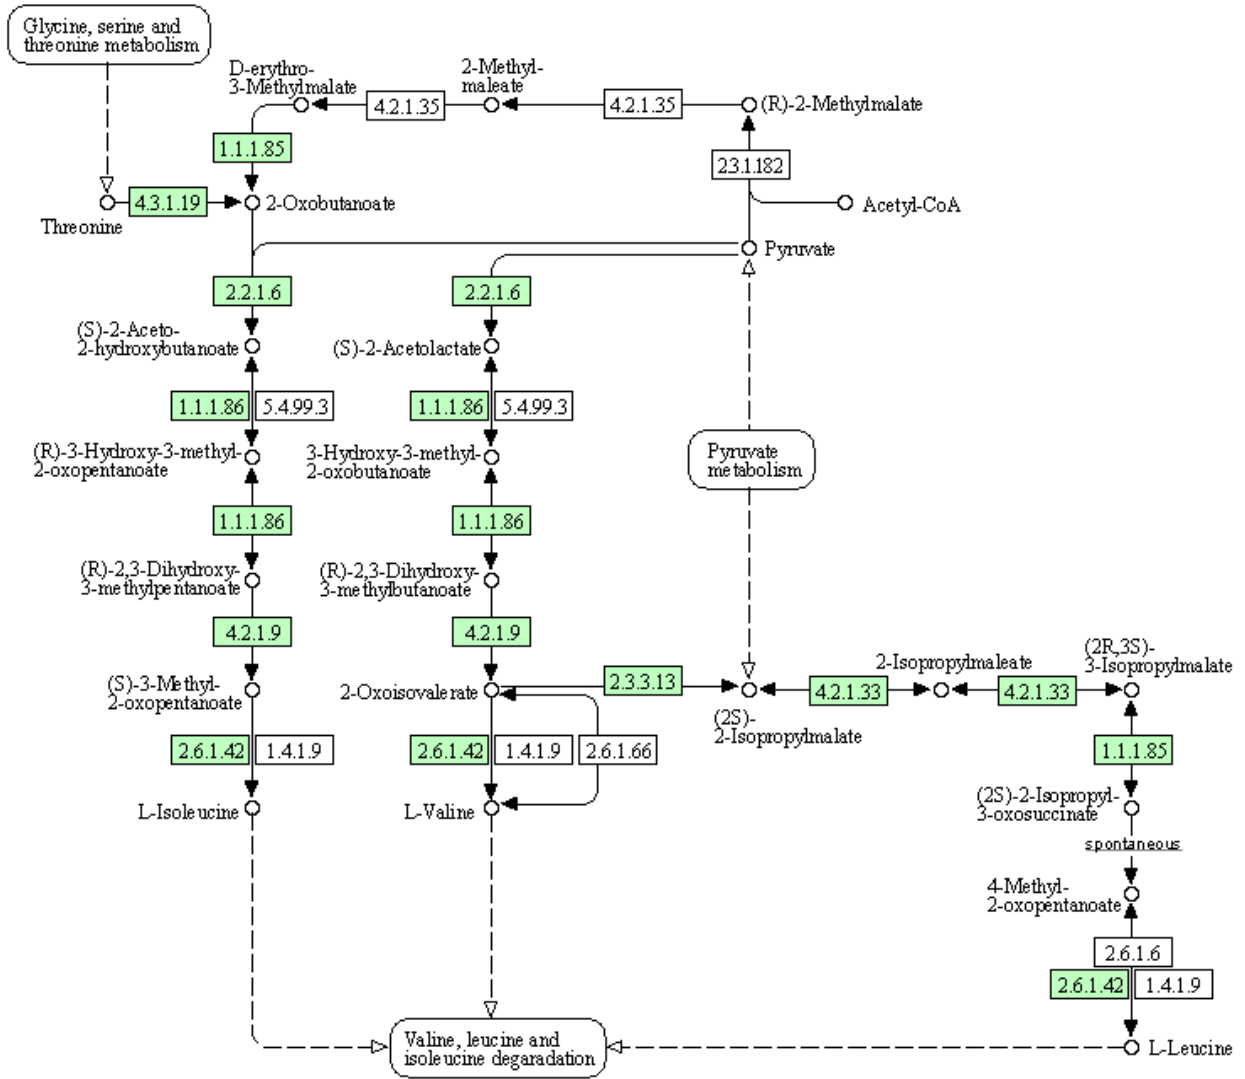 Glycine, serine and
threonine metabolism
D-erythro-
3-Methylmalate
2-Methyl-
maleate
4.2.1.35
4.2.1.35
(R)-2-Methylmalate
1.1.1.85
2.3.1.182
4.3.1.19
2-Oxobutanoate
Acetyl-CoA
Threonine
Pyruvate
2.2.1.6
2.2.1.6
(S)-2-Aceto-
2-hydroxybutanoate
(S)-2-Acetolactate
1.1.1.86
5.4.99.3
1.1.1.86
5.4.99.3
(R)-3-Hydroxy-3-methyl-
2-oxopentanoate
3-Hydroxy-3-methyl-
2-oxobutanoate
Pyruvate
metabolism
1.1.1.86
1.1.1.86
(R)-2,3-Dihydroxy-
3-methylpentanoate
(R)-2,3-Dihydroxy-
3-methylbutanoate
4.2.1.9
4.2.1.9
(S)-3-Methyl-
2-oxopentanoate
2-Oxoisovalerate
2.3.3.13
(2S)-
2-Isopropylmalate
4.2.1.33
2-Isopropylmaleate
4.2.1.33
(2R,3S)-
3-Isopropylmalate
2.6.1.42
1.4.1.9
2.6.1.42
1.4.1.9
2.6.1.66
1.1.1.85
L-Isoleucine
L-Valine
(2S)-2-Isopropyl-
3-oxosuccinate
spontaneous
4-Methyl-
2-oxopentanoate
2.6.1.6
2.6.1.42
1.4.1.9
Valine, leucine and
isoleucine degaradation
L-Leucine